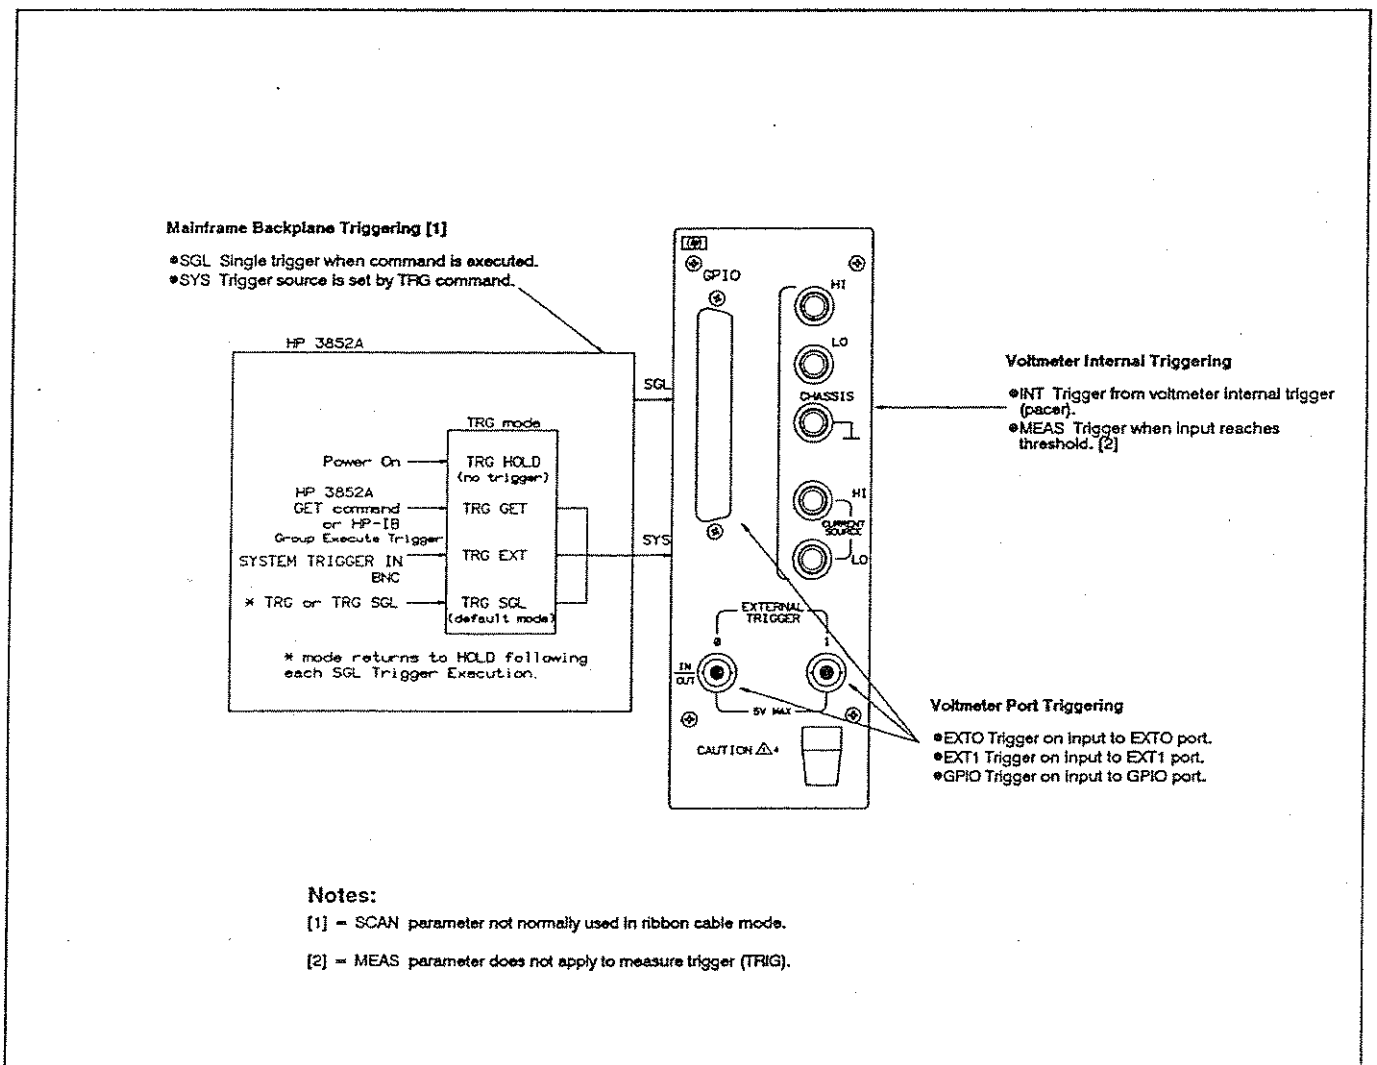 Mainframe Backplane Triggering [1]
●SGL Single trigger when command is executed.
●SYS Trigger source is set by TRG command.
HP 3852A
TRG mode
Power On
TRG HOLD
(no trigger)
HP 3852A
GET command
or HP-IB
Group Execute Trigger
TRG GET
SYSTEM TRIGGER IN
BNC
TRG EXT
* TRG or TRG SGL
TRG SGL
(default mode)
* mode returns to HOLD following
each SGL Trigger Execution.
SGL
SYS
GPIO
HI
LO
CHASSIS
HI
CURRENT
SOURCE
LO
EXTERNAL
TRIGGER
0
1
IN
OUT
5V MAX
CAUTION
Voltmeter Internal Triggering
●INT Trigger from voltmeter internal trigger
(pacer).
●MEAS Trigger when input reaches
threshold. [2]
Voltmeter Port Triggering
●EXTO Trigger on input to EXTO port.
●EXT1 Trigger on input to EXT1 port.
●GPIO Trigger on input to GPIO port.
Notes:
[1] = SCAN parameter not normally used in ribbon cable mode.
[2] = MEAS parameter does not apply to measure trigger (TRIG).